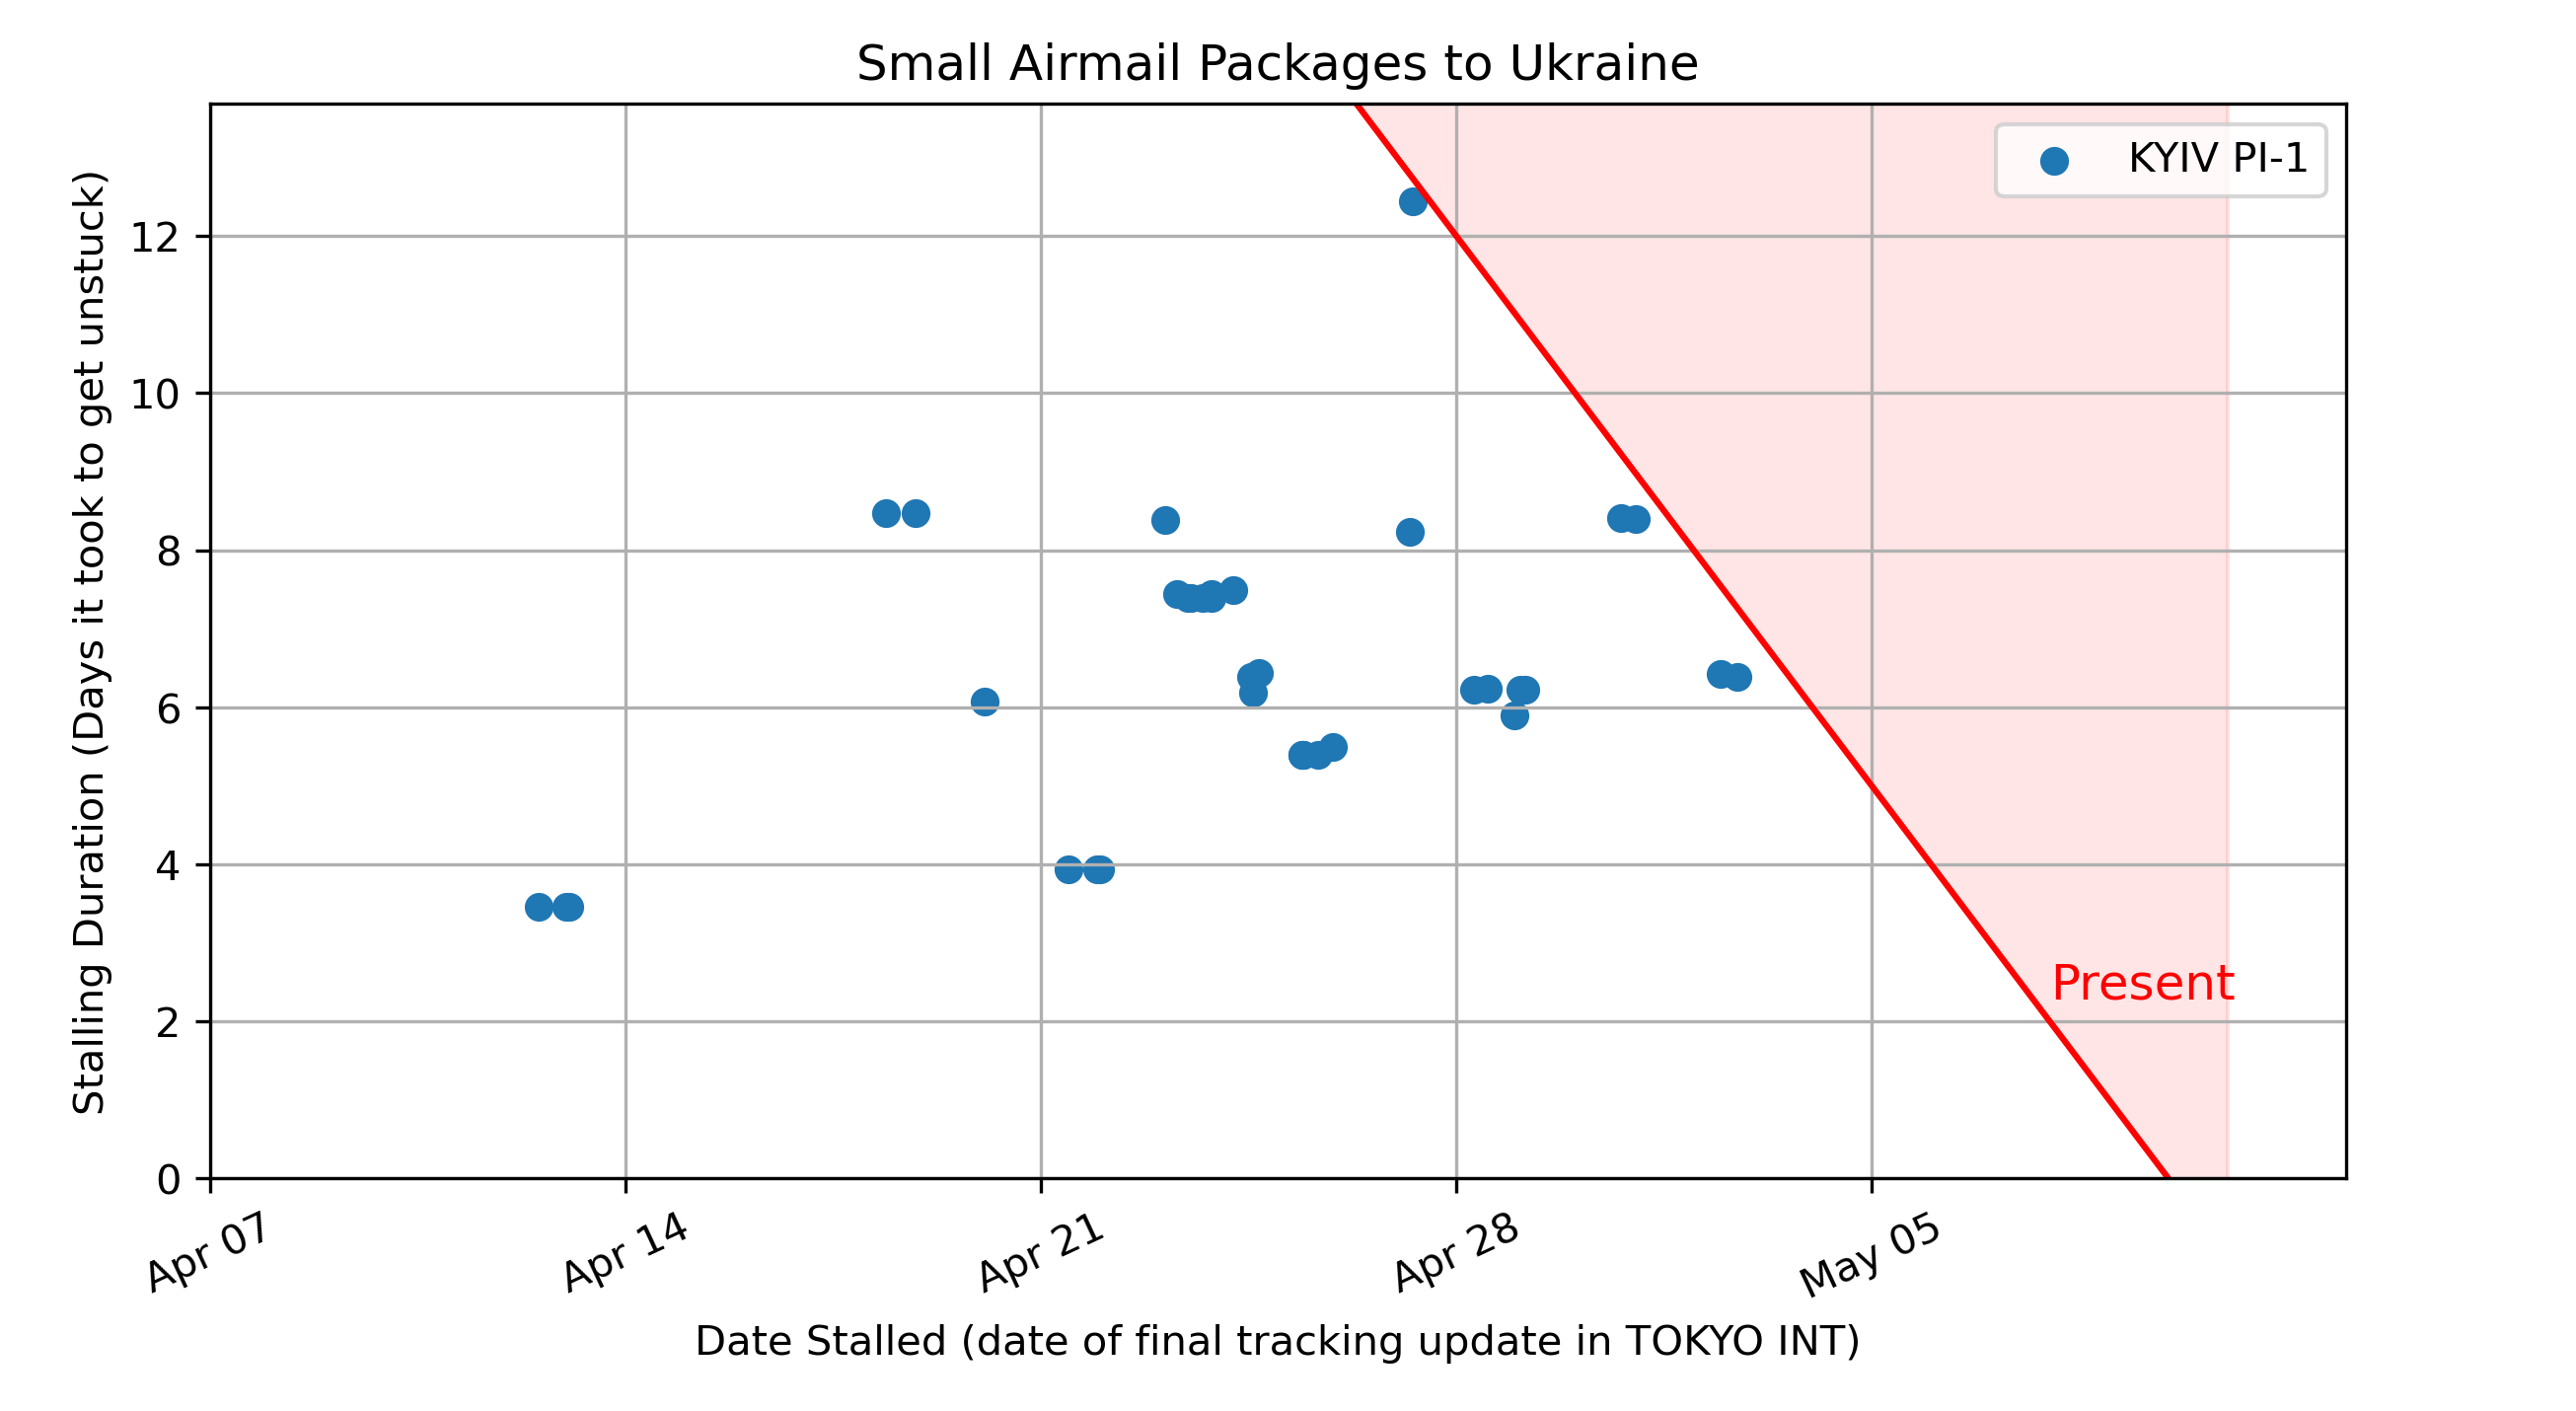 Small Airmail Packages to Ukraine
KYIV PI-1
Stalling Duration (Days it took to get unstuck)
12
10
8
6
4
2
0
Present
Apr 07
Apr 14
Apr 21
Apr 28
May 05
Date Stalled (date of final tracking update in TOKYO INT)